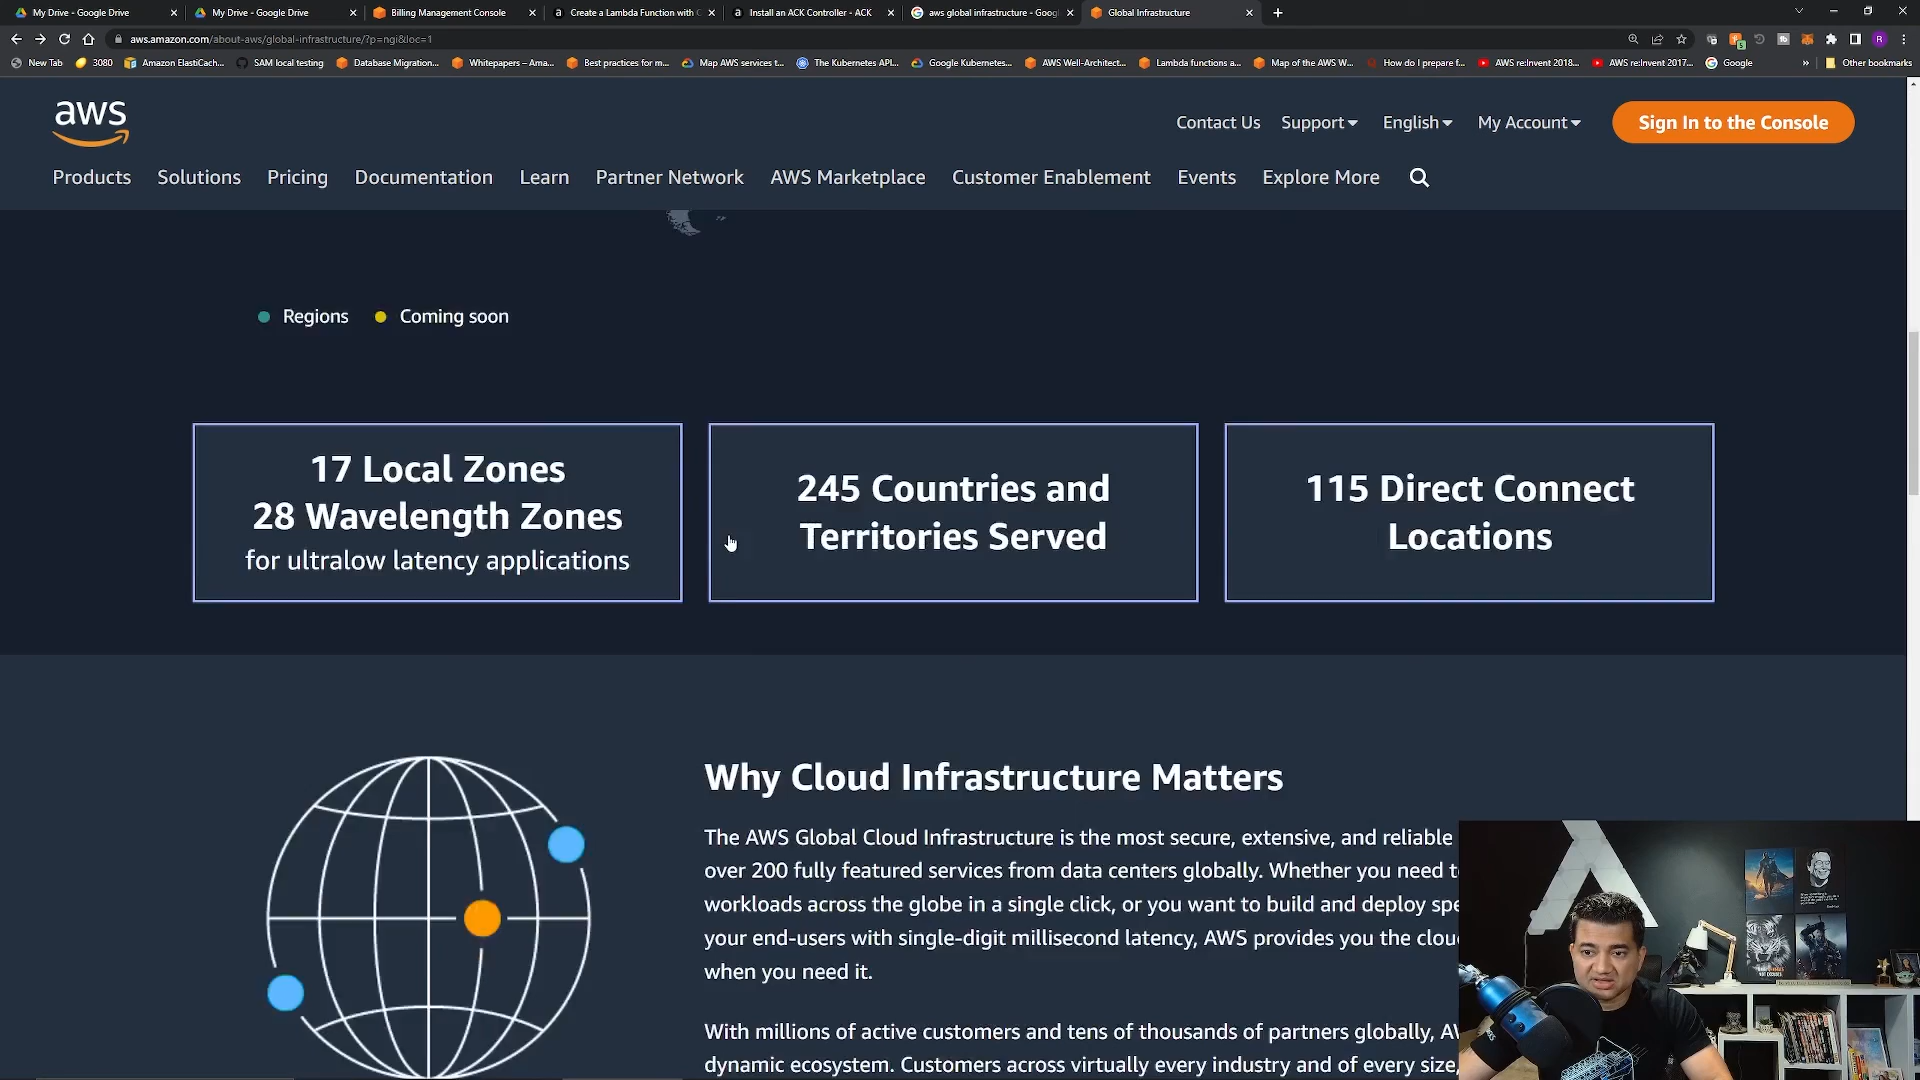 My Drive - Google Drive
My Drive - Google Drive
Billing Management Console
Create a Lambda Function with
Install an ACK Controller - ACK
aws global infrastructure - Goog
Global Infrastructure
aws.amazon.com/about-aws/global-infrastructure/?p=ngi&loc=1
New Tab
3080
Amazon ElastiCach...
SAM local testing
Database Migration...
Whitepapers – Ama...
Best practices for m...
Map AWS services t...
The Kubernetes API...
Google Kubernetes...
AWS Well-Architect...
Lambda functions a...
Map of the AWS W...
How do I prepare f...
AWS re:Invent 2018...
AWS re:Invent 2017...
Google
Other bookmarks
aws
Contact Us
Support
English
My Account
Sign In to the Console
Products
Solutions
Pricing
Documentation
Learn
Partner Network
AWS Marketplace
Customer Enablement
Events
Explore More
Regions
Coming soon
17 Local Zones
28 Wavelength Zones
for ultralow latency applications
245 Countries and
Territories Served
115 Direct Connect
Locations
Why Cloud Infrastructure Matters
The AWS Global Cloud Infrastructure is the most secure, extensive, and reliable
over 200 fully featured services from data centers globally. Whether you need
workloads across the globe in a single click, or you want to build and deploy
your end-users with single-digit millisecond latency, AWS provides you the
when you need it.
With millions of active customers and tens of thousands of partners globally,
dynamic ecosystem. Customers across virtually every industry and of every size,